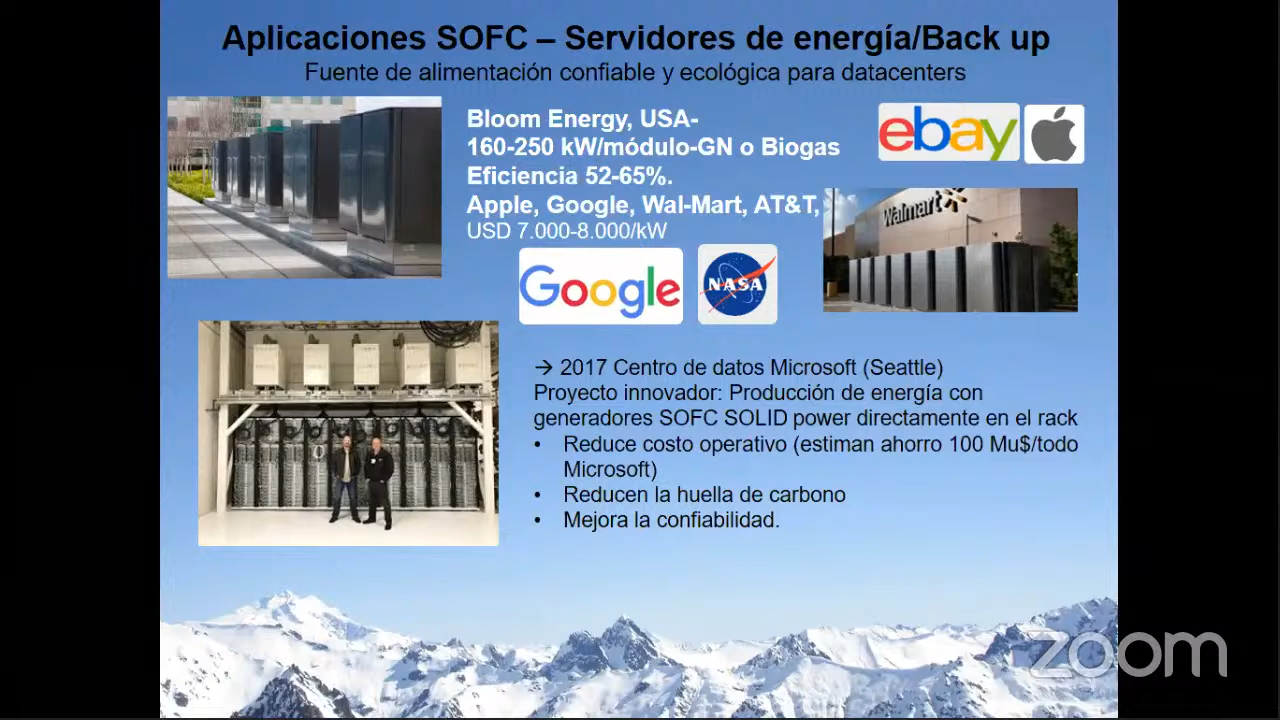 Aplicaciones SOFC – Servidores de energía/Back up
Fuente de alimentación confiable y ecológica para datacenters
Bloom Energy, USA-
160-250 kW/módulo-GN o Biogas
Eficiencia 52-65%.
Apple, Google, Wal-Mart, AT&T,
USD 7.000-8.000/kW
ebay
Walmart
Google
NASA
→ 2017 Centro de datos Microsoft (Seattle)
Proyecto innovador: Producción de energía con
generadores SOFC SOLID power directamente en el rack
• Reduce costo operativo (estiman ahorro 100 Mu$/todo
Microsoft)
• Reducen la huella de carbono
• Mejora la confiabilidad.
zoom